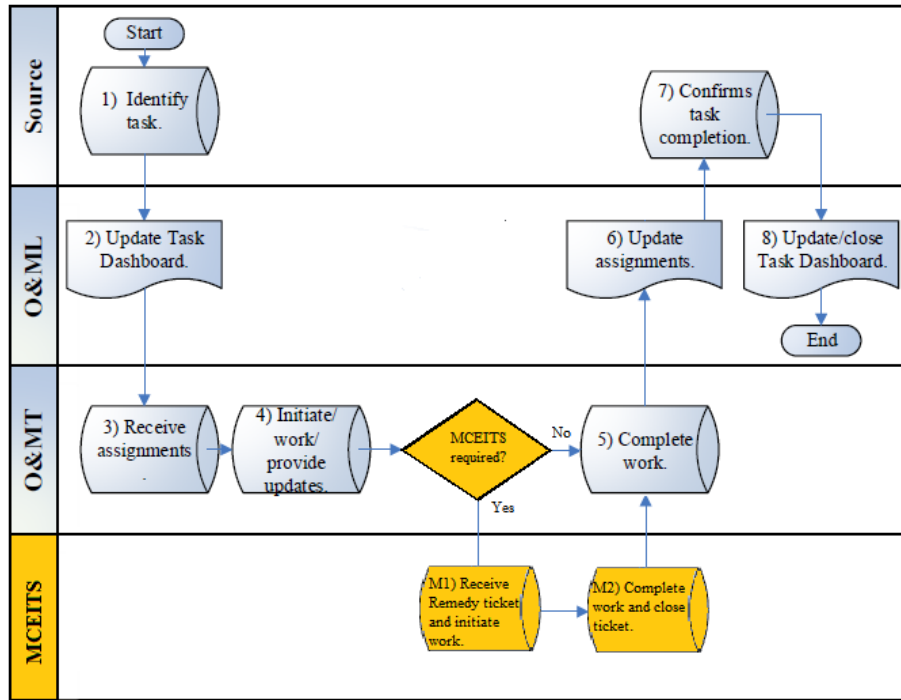 Source
Start
1) Identify
task.
7) Confirms
task
completion.
O&ML
2) Update Task
Dashboard.
6) Update
assignments.
8) Update/close
Task Dashboard.
End
O&MT
3) Receive
assignments
.
4) Initiate/
work/
provide
updates.
MCEITS
required?
No
Yes
5) Complete
work.
MCEITS
M1) Receive
Remedy ticket
and initiate
work.
M2) Complete
work and close
ticket.